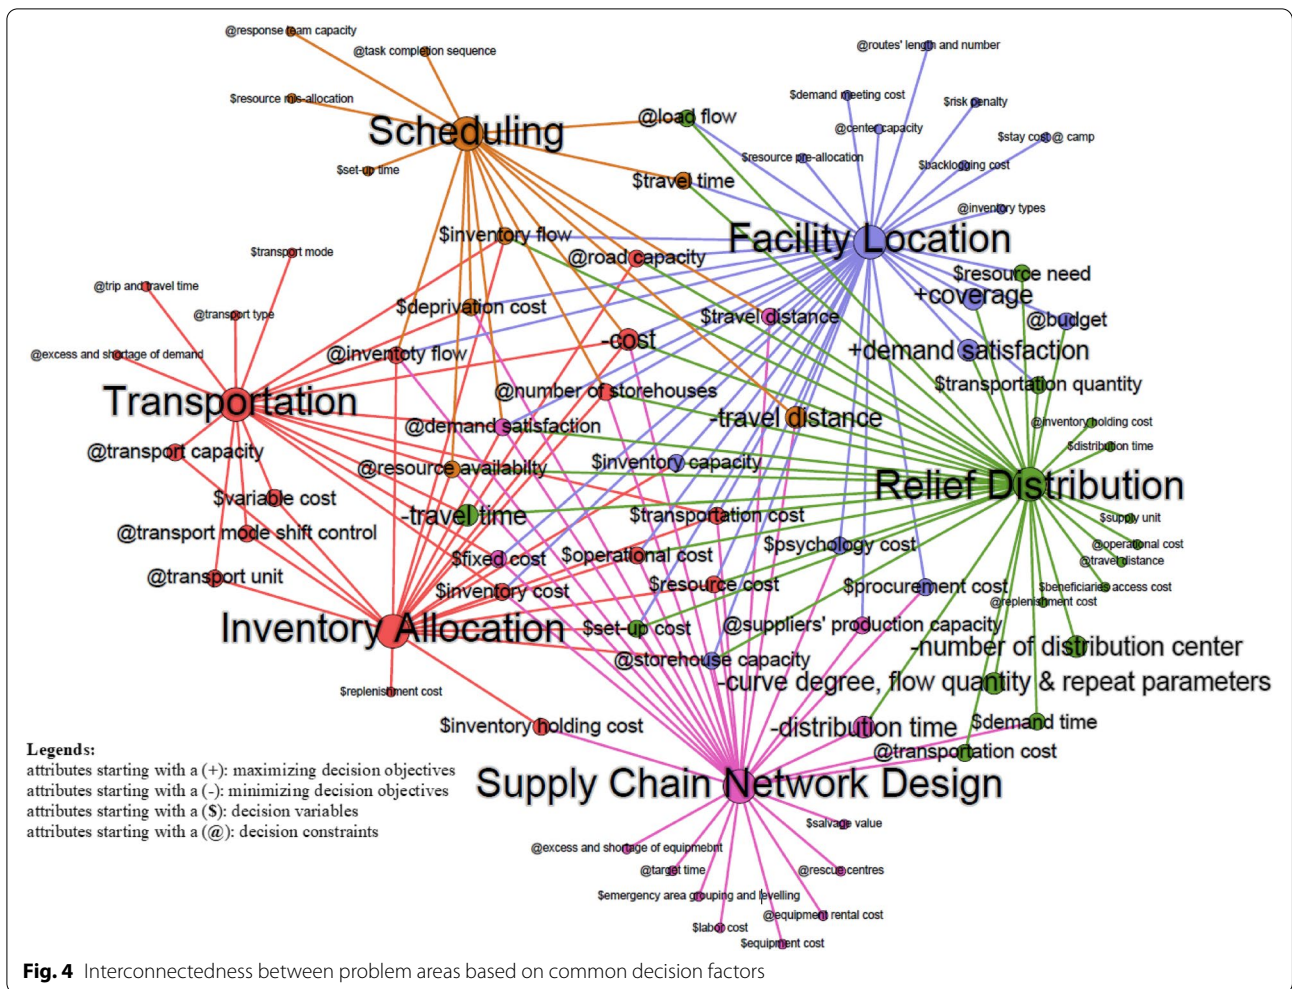 @response team capacity
@task completion sequence
@routes' length and number
$resource mis-allocation
$demand meeting cost
$risk penalty
Scheduling
@load flow
@center capacity
$stay cost @ camp
$resource pre-allocation
$backlogging cost
$set-up time
$travel time
@inventory types
$inventory flow
Facility Location
$transport mode
@road capacity
$resource need
@trip and travel time
+coverage
$deprivation cost
$travel distance
@transport type
@budget
-cost
@excess and shortage of demand
@inventoty flow
+demand satisfaction
@number of storehouses
$transportation quantity
Transportation
-travel distance
@inventory holding cost
@demand satisfaction
$distribution time
@transport capacity
@resource availabilty
$inventory capacity
Relief Distribution
$variable cost
-travel time
$transportation cost
$supply unit
@transport mode shift control
$psychology cost
@operational cost
$fixed cost
$operational cost
@travel distance
@transport unit
$inventory cost
$resource cost
$procurement cost
$beneficiaries access cost
@replenishment cost
Inventory Allocation
$set-up cost
@suppliers' production capacity
-number of distribution center
@storehouse capacity
-curve degree, flow quantity & repeat parameters
$replenishment cost
$inventory holding cost
-distribution time
$demand time
@transportation cost
Supply Chain Network Design
Legends:
attributes starting with a (+): maximizing decision objectives
attributes starting with a (-): minimizing decision objectives
attributes starting with a ($): decision variables
attributes starting with a (@): decision constraints
$salvage value
@excess and shortage of equipmebnt
@target time
@rescue centres
$emergency area grouping and levelling
@equipment rental cost
$labor cost
$equipment cost
Fig. 4 Interconnectedness between problem areas based on common decision factors